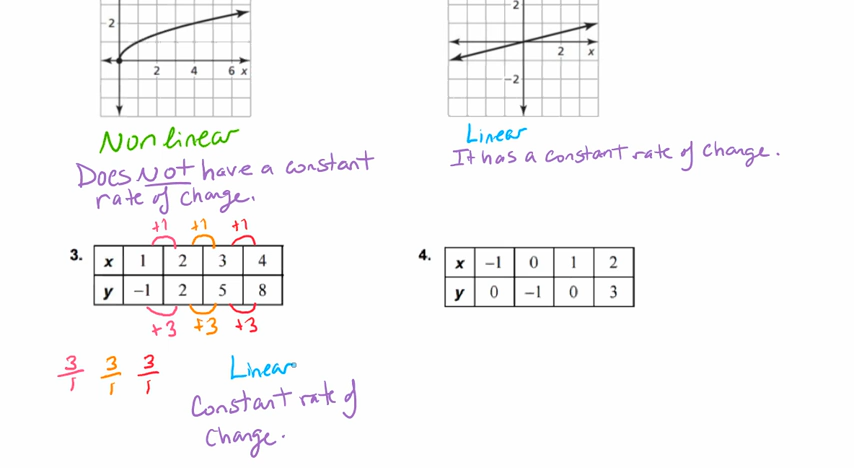 2
2 4 6 x
2
2 x
-2
Nonlinear
Does NOT have a constant
rate of change.
Linear
It has a constant rate of change.
+1 +1 +1
3.
x 1 2 3 4
y −1 2 5 8
+3 +3 +3
3/1 3/1 3/1
Linear
Constant rate of
change.
4.
x −1 0 1 2
y 0 −1 0 3